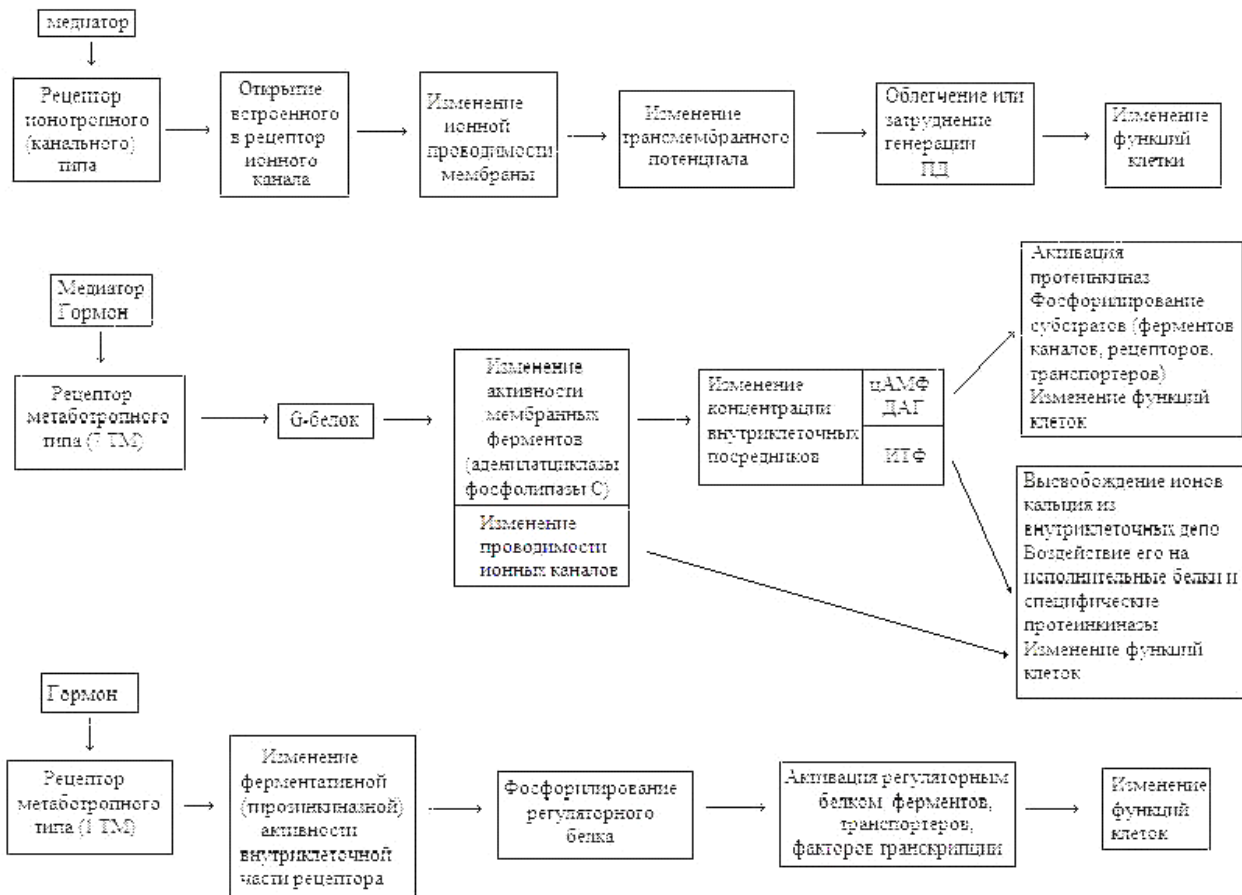 медиатор
Рецептор
ионотропного
(канального)
типа
Открытие
встроенного
в рецептор
ионного
канала
Изменение
ионной
проводимости
мембраны
Изменение
трансмембранного
потенциала
Облегчение или
затруднение
генерации
ПД
Изменение
функций
клетки
Медиатор
Гормон
Рецептор
метаботропного
типа (7 ТМ)
G-белок
Изменение
активности
мембранных
ферментов
(аденилатциклазы
фосфолипазы С)
Изменение
проводимости
ионных каналов
Изменение
концентрации
внутриклеточных
посредников
цАМФ
ДАГ
ИТФ
Активация
протеинкиназ
Фосфорилирование
субстратов (ферментов
каналов, рецепторов.
транспортеров)
Изменение функций
клеток
Высвобождение ионов
кальция из
внутриклеточных депо
Воздействие его на
исполнительные белки и
специфические
протеинкиназы
Изменение функций
клеток
Гормон
Рецептор
метаботропного
типа (1 ТМ)
Изменение
ферментативной
(тирозинкиназной)
активности
внутриклеточной
части рецептора
Фосфорилирование
регуляторного
белка
Активация регуляторным
белком ферментов,
транспортеров,
факторов транскрипции
Изменение
функций
клеток